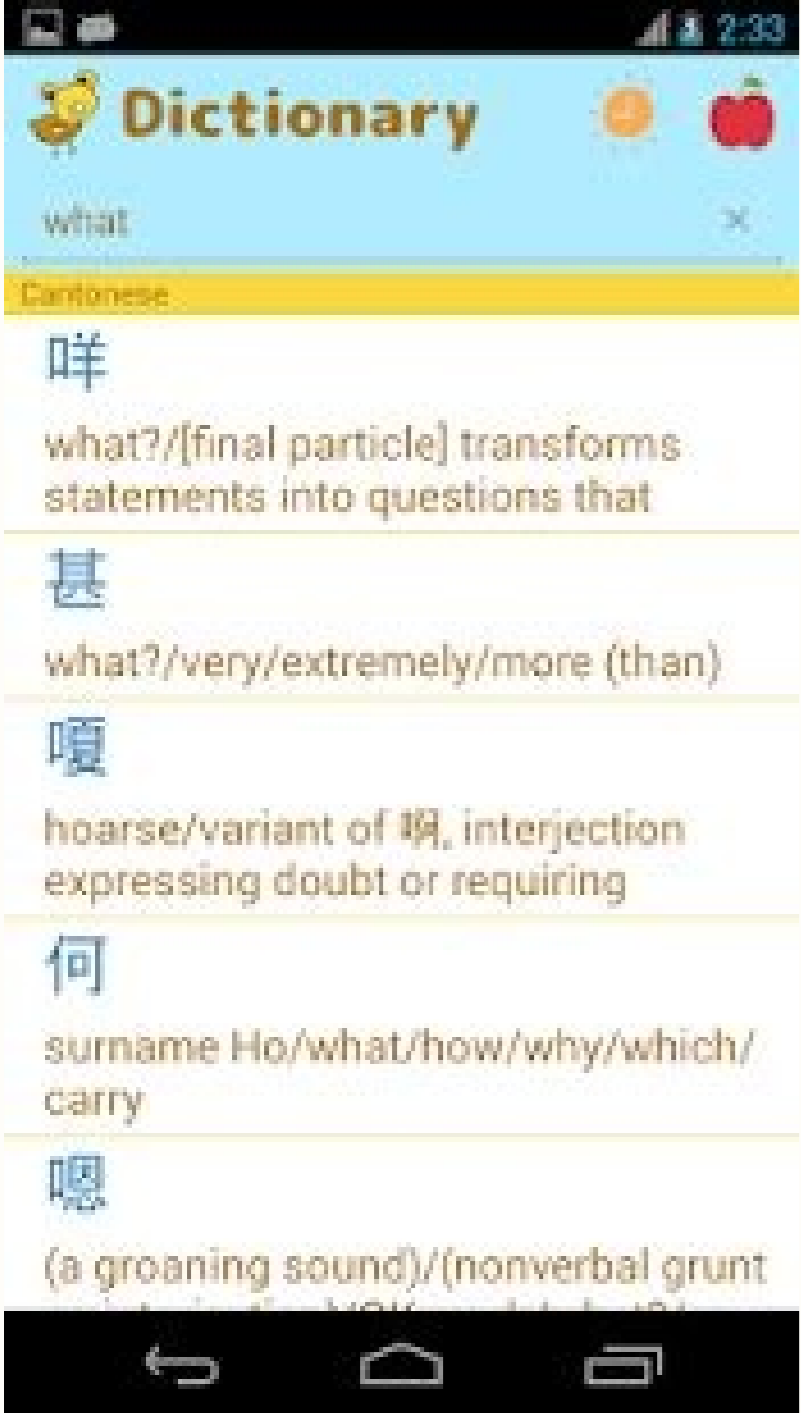 2:33
Dictionary
what
Cantonese
咩
what?/[final particle] transforms
statements into questions that
甚
what?/very/extremely/more (than)
嗄
hoarse/variant of 啊, interjection
expressing doubt or requiring
何
surname Ho/what/how/why/which/
carry
嗯
(a groaning sound)/(nonverbal grunt